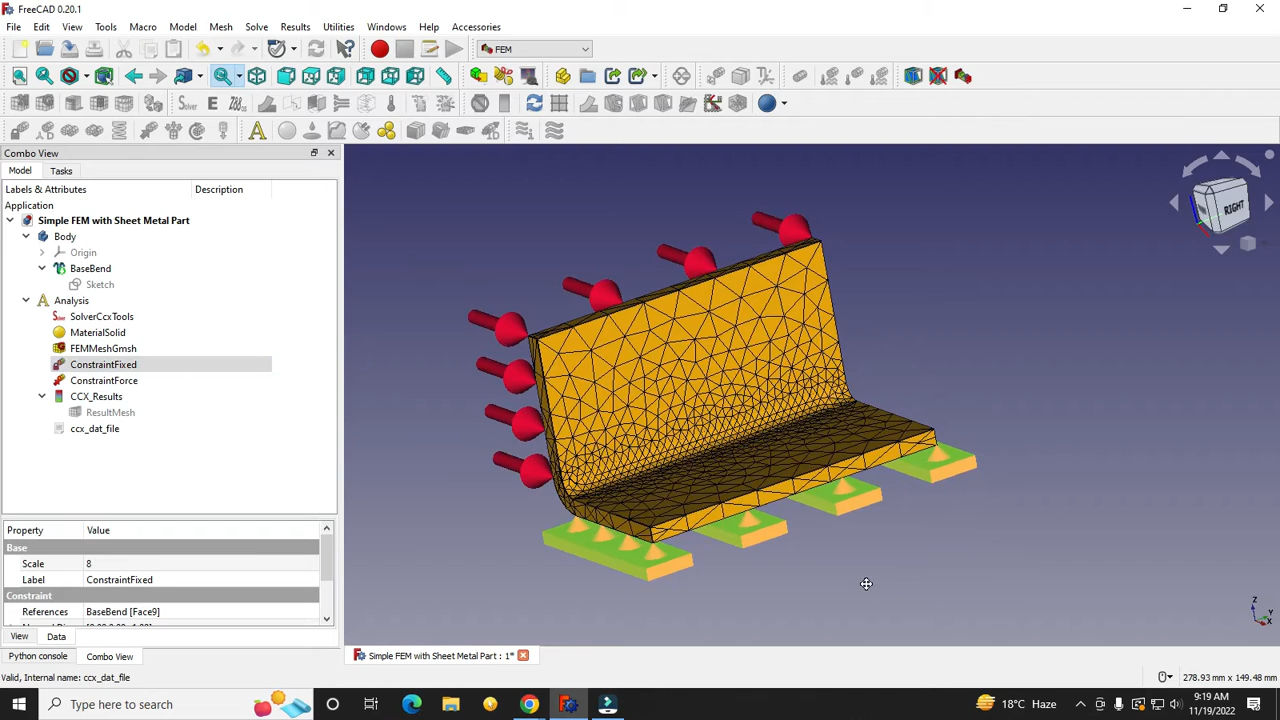 FreeCAD 0.20.1
File Edit View Tools Macro Model Mesh Solve Results Utilities Windows Help Accessories
FEM
Combo View
Model Tasks
Labels & Attributes Description
Application
Simple FEM with Sheet Metal Part
Body
Origin
BaseBend
Sketch
Analysis
SolverCcxTools
MaterialSolid
FEMMeshGmsh
ConstraintFixed
ConstraintForce
CCX_Results
ResultMesh
ccx_dat_file
RIGHT
Z
Y
X
Property Value
Base
Scale 8
Label ConstraintFixed
Constraint
References BaseBend [Face9]
View Data
Python console Combo View
Simple FEM with Sheet Metal Part : 1*
Valid, Internal name: ccx_dat_file
278.93 mm x 149.48 mm
Type here to search
18°C Haze
9:19 AM
11/19/2022